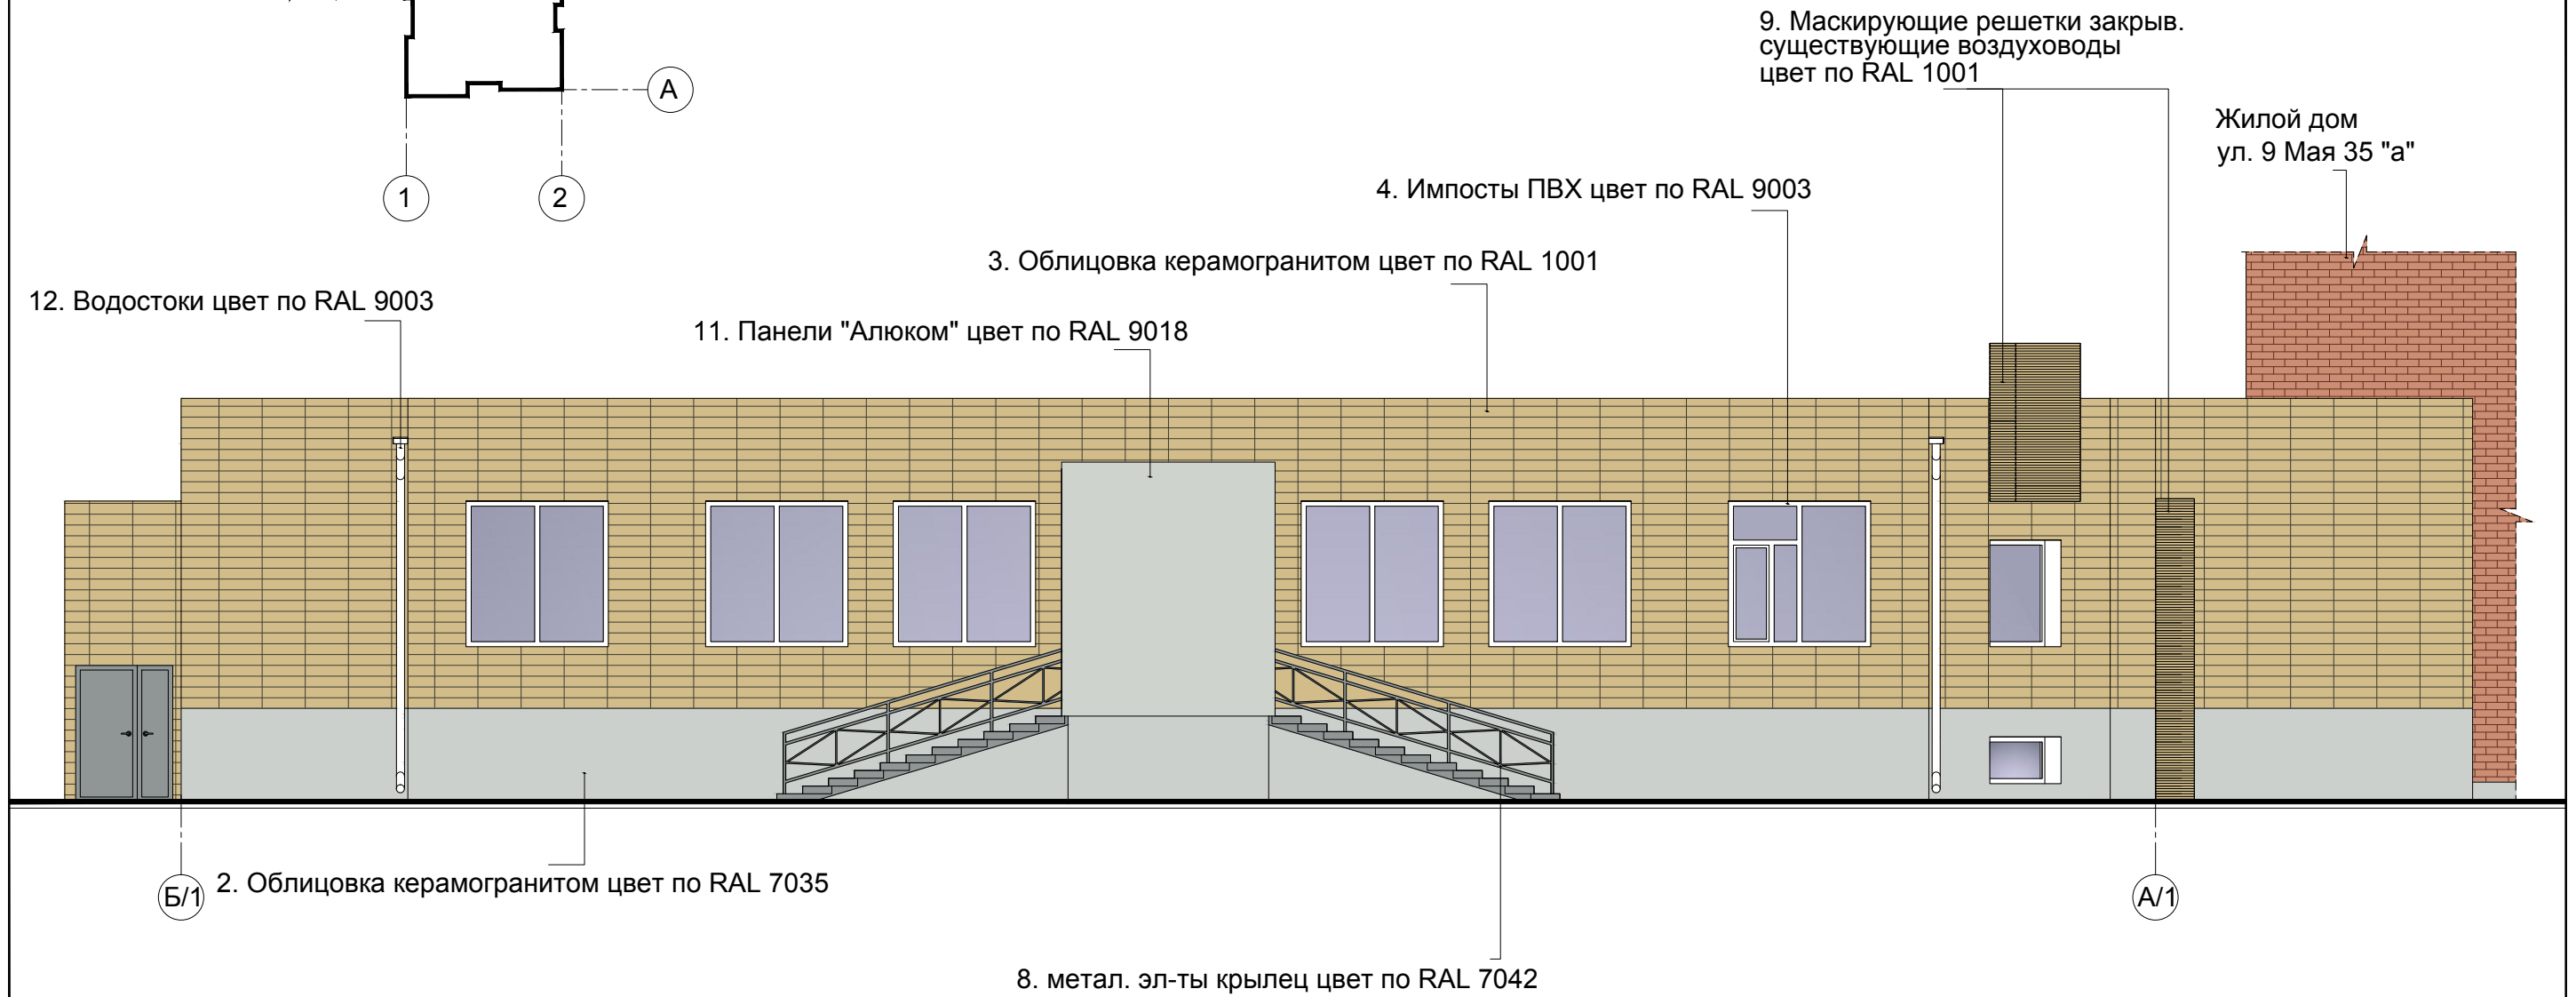 9. Маскирующие решетки закрыв.
существующие воздуховоды
цвет по RAL 1001
А
Жилой дом
ул. 9 Мая 35 "а"
1
2
4. Импосты ПВХ цвет по RAL 9003
3. Облицовка керамогранитом цвет по RAL 1001
12. Водостоки цвет по RAL 9003
11. Панели "Алюком" цвет по RAL 9018
Б/1
2. Облицовка керамогранитом цвет по RAL 7035
А/1
8. метал. эл-ты крылец цвет по RAL 7042